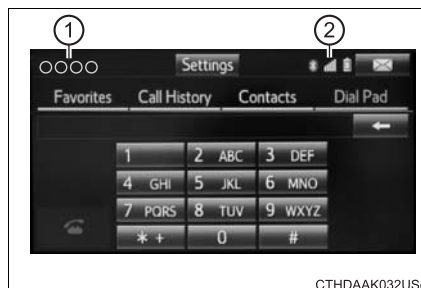 1 2
○○○○ Settings
Favorites Call History Contacts Dial Pad
1 2 ABC 3 DEF
4 GHI 5 JKL 6 MNO
7 PQRS 8 TUV 9 WXYZ
* + 0 #
CTHDAAK032US